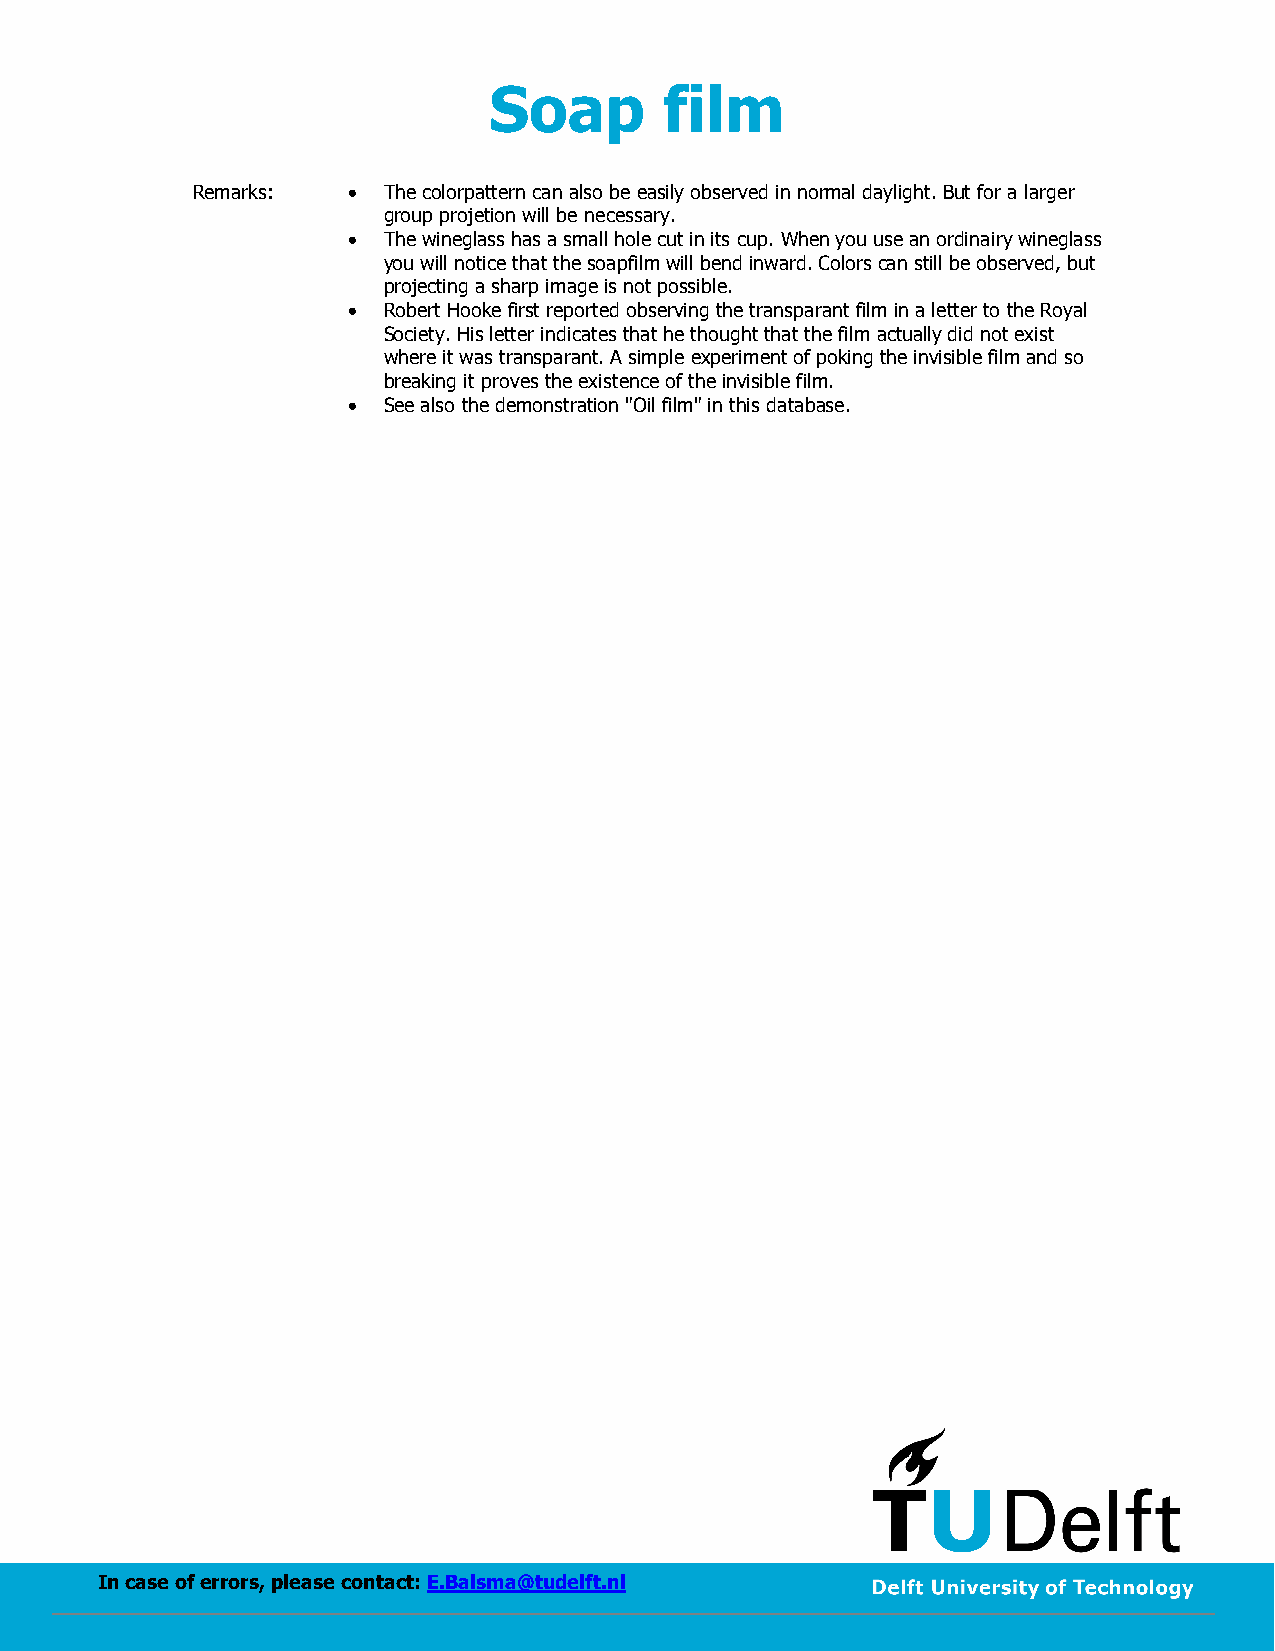 Soap film
Remarks: • The colorpattern can also be easily observed in normal daylight. But for a larger
group projetion will be necessary.
• The wineglass has a small hole cut in its cup. When you use an ordinairy wineglass
you will notice that the soapfilm will bend inward. Colors can still be observed, but
projecting a sharp image is not possible.
• Robert Hooke first reported observing the transparant film in a letter to the Royal
Society. His letter indicates that he thought that the film actually did not exist
where it was transparant. A simple experiment of poking the invisible film and so
breaking it proves the existence of the invisible film.
• See also the demonstration "Oil film" in this database.
TUDelft
In case of errors, please contact: E.Balsma@tudelft.nl
Delft University of Technology